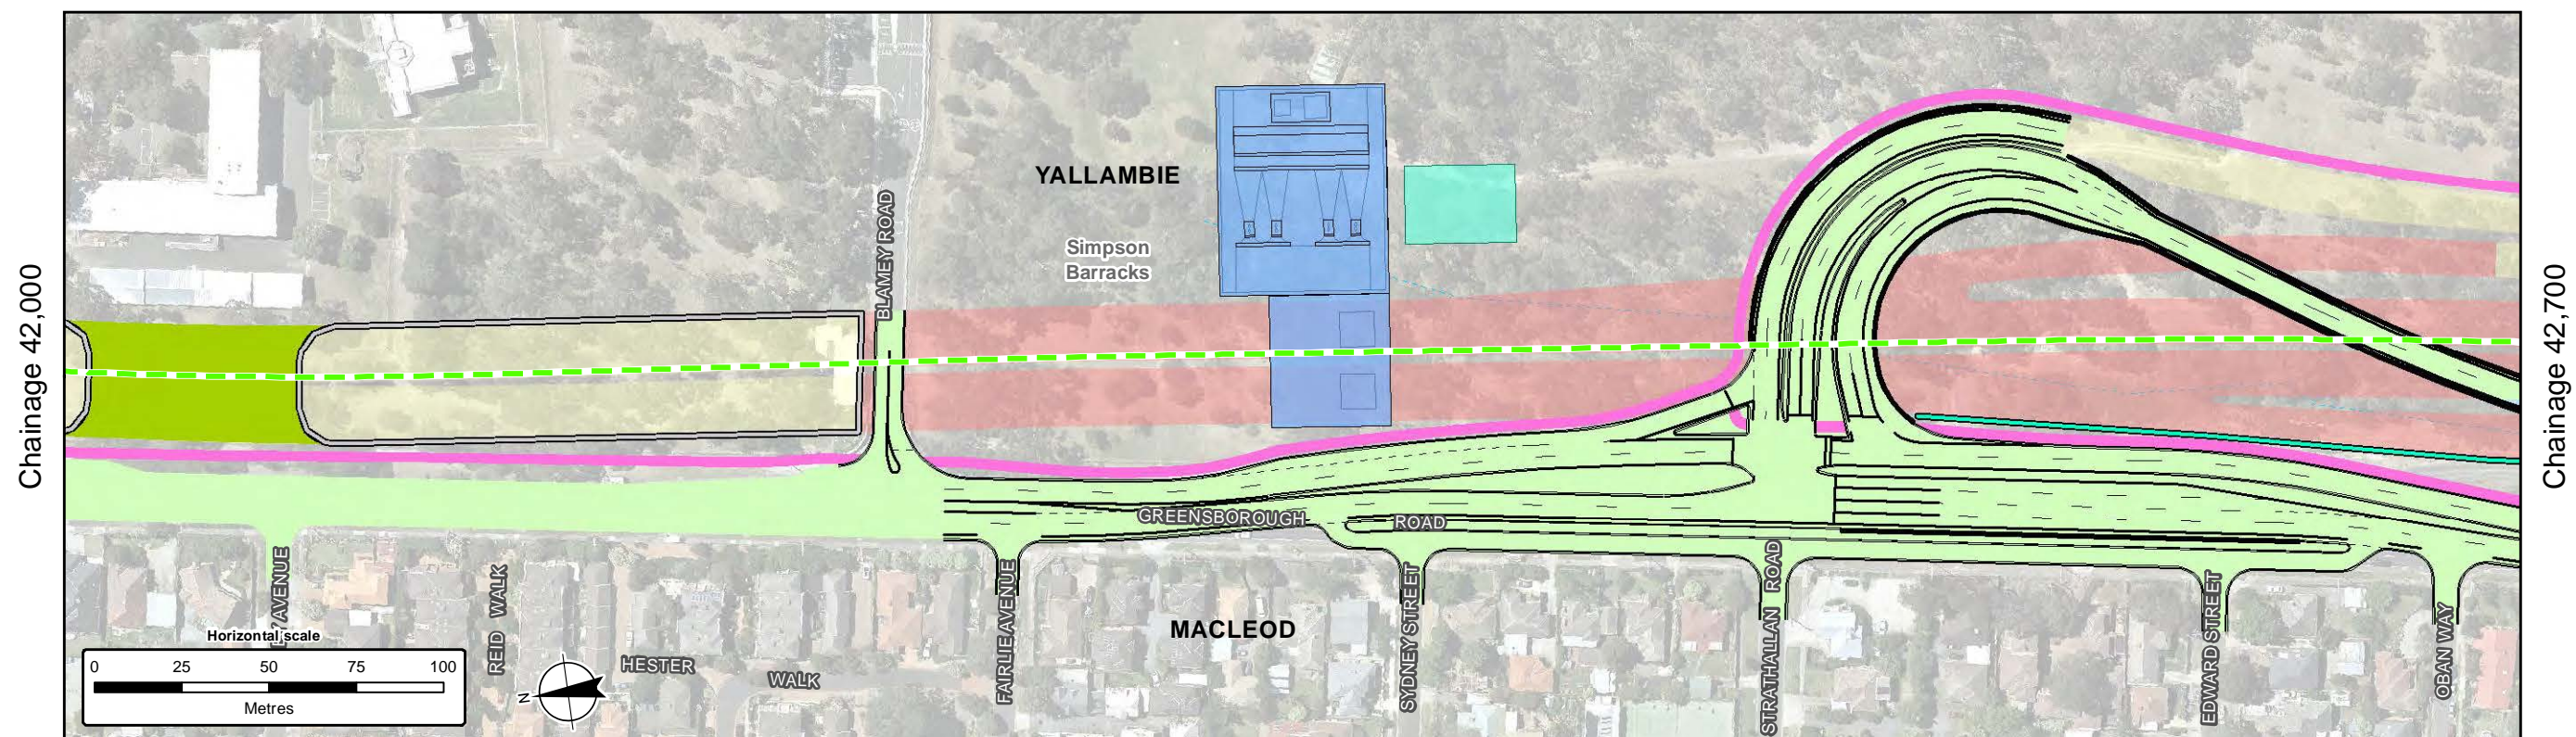 Chainage 42,000
Chainage 42,700
YALLAMBIE
Simpson
Barracks
BLAMEY ROAD
GREENSBOROUGH
ROAD
AVENUE
REID WALK
HESTER
WALK
FAIRLIE AVENUE
MACLEOD
SYDNEY STREET
STRATHALLAN ROAD
EDWARD STREET
OBAN WAY
Horizontal scale
0 25 50 75 100
Metres
N